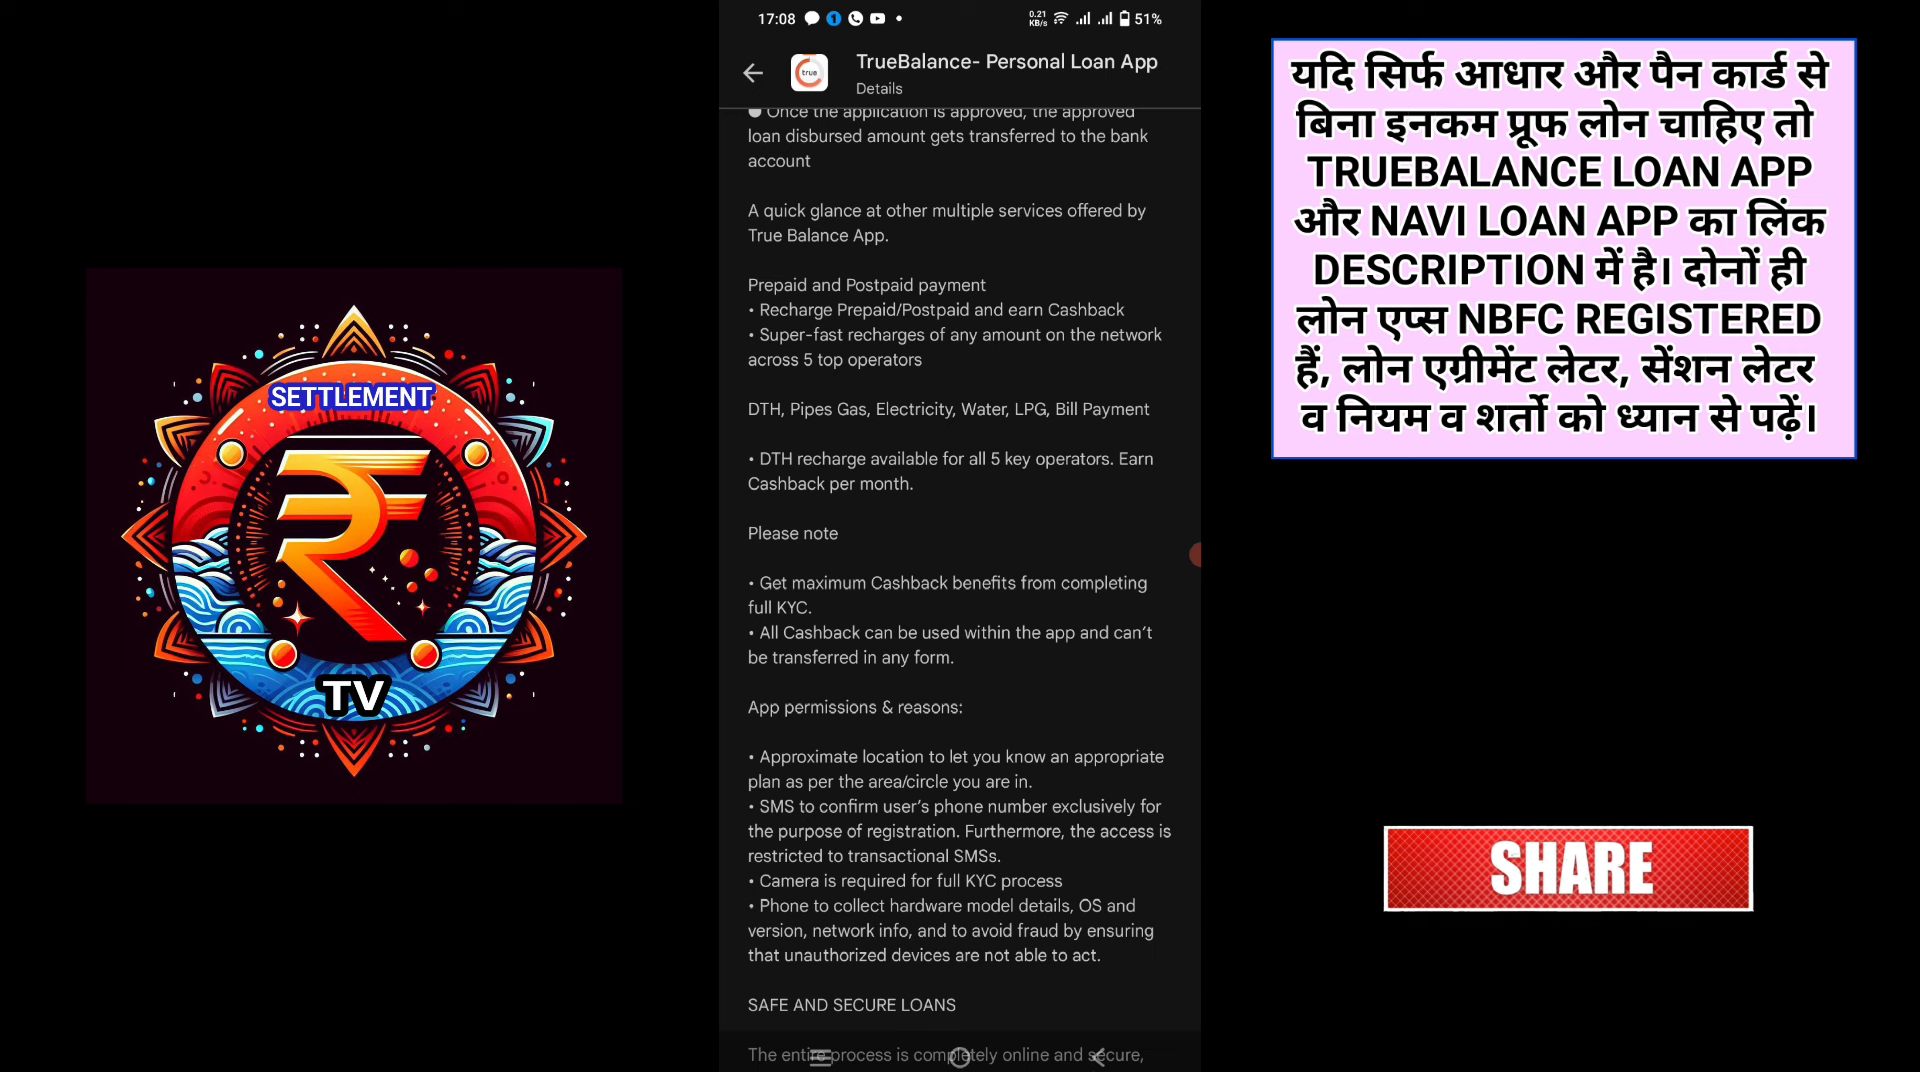 SETTLEMENT
TV
17:08
0.21
KB/s
51%
true
TrueBalance- Personal Loan App
Details
● Once the application is approved, the approved
loan disbursed amount gets transferred to the bank
account
A quick glance at other multiple services offered by
True Balance App.
Prepaid and Postpaid payment
• Recharge Prepaid/Postpaid and earn Cashback
• Super-fast recharges of any amount on the network
across 5 top operators
DTH, Pipes Gas, Electricity, Water, LPG, Bill Payment
• DTH recharge available for all 5 key operators. Earn
Cashback per month.
Please note
• Get maximum Cashback benefits from completing
full KYC.
• All Cashback can be used within the app and can't
be transferred in any form.
App permissions & reasons:
• Approximate location to let you know an appropriate
plan as per the area/circle you are in.
• SMS to confirm user's phone number exclusively for
the purpose of registration. Furthermore, the access is
restricted to transactional SMSs.
• Camera is required for full KYC process
• Phone to collect hardware model details, OS and
version, network info, and to avoid fraud by ensuring
that unauthorized devices are not able to act.
SAFE AND SECURE LOANS
The entire process is completely online and secure,
यदि सिर्फ आधार और पैन कार्ड से
बिना इनकम प्रूफ लोन चाहिए तो
TRUEBALANCE LOAN APP
और NAVI LOAN APP का लिंक
DESCRIPTION में है। दोनों ही
लोन एप्स NBFC REGISTERED
हैं, लोन एग्रीमेंट लेटर, सेंशन लेटर
व नियम व शर्तो को ध्यान से पढ़ें।
SHARE